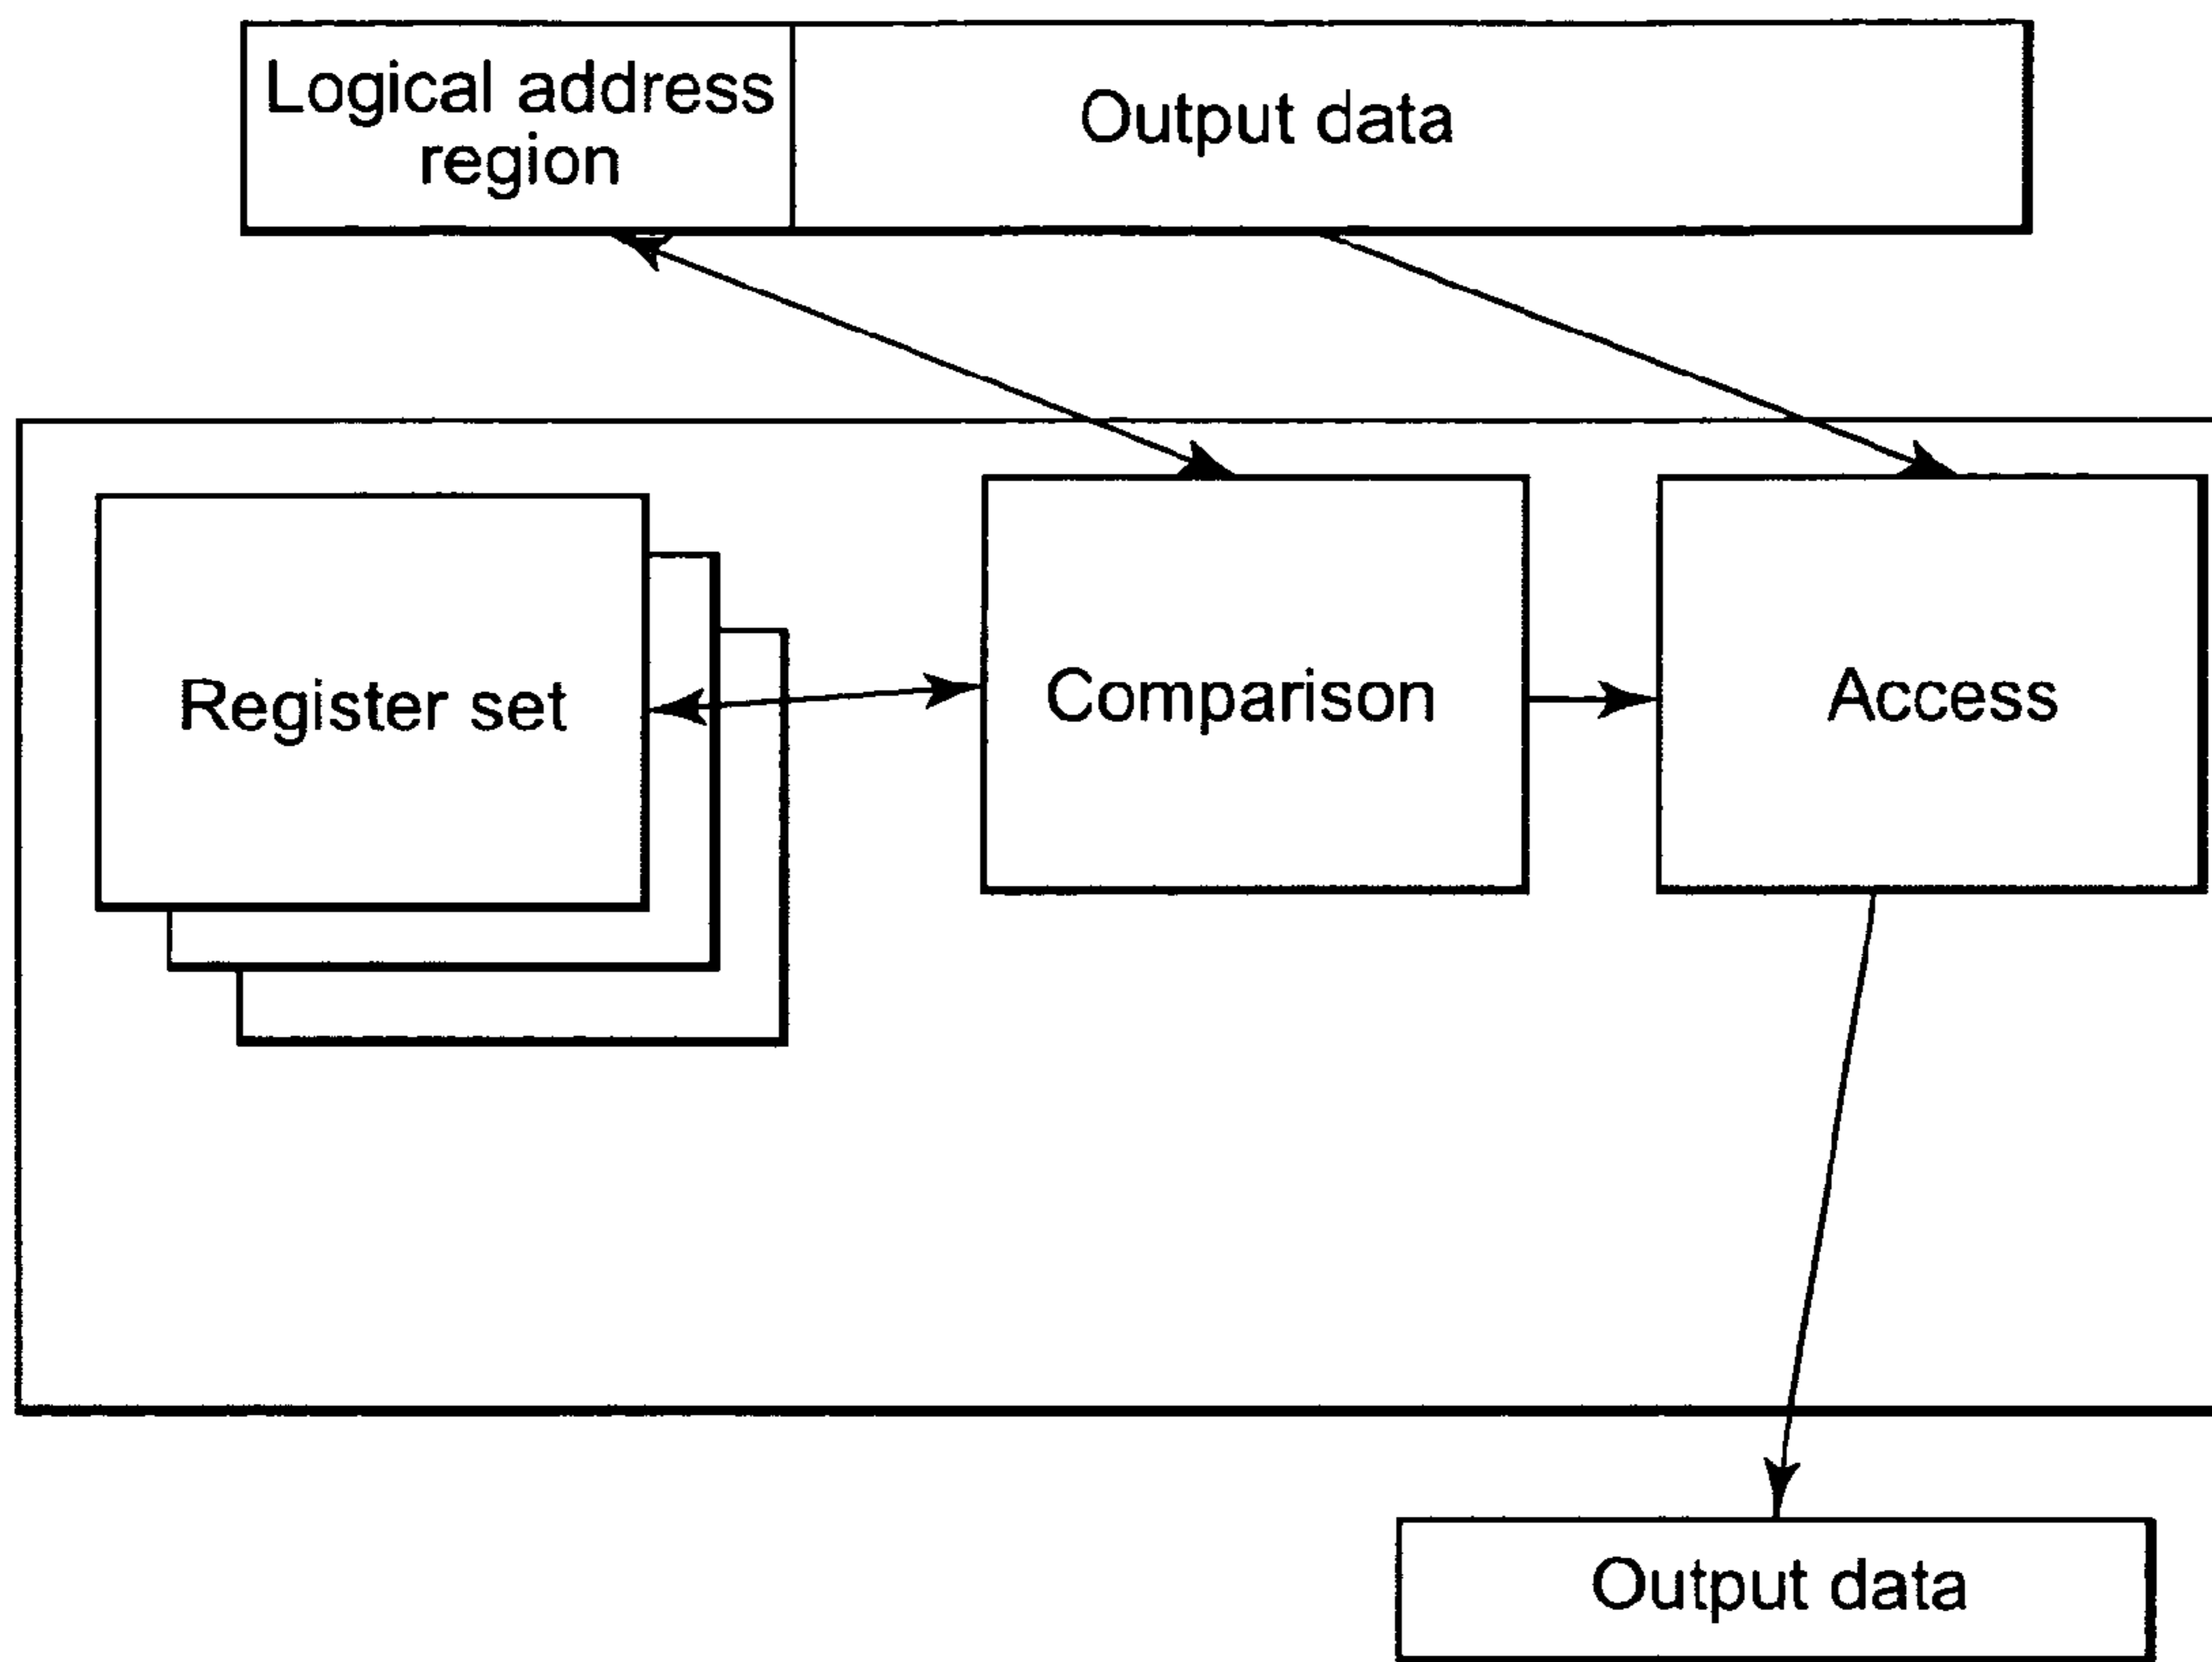 Logical address
region
Output data
Register set
Comparison
Access
Output data